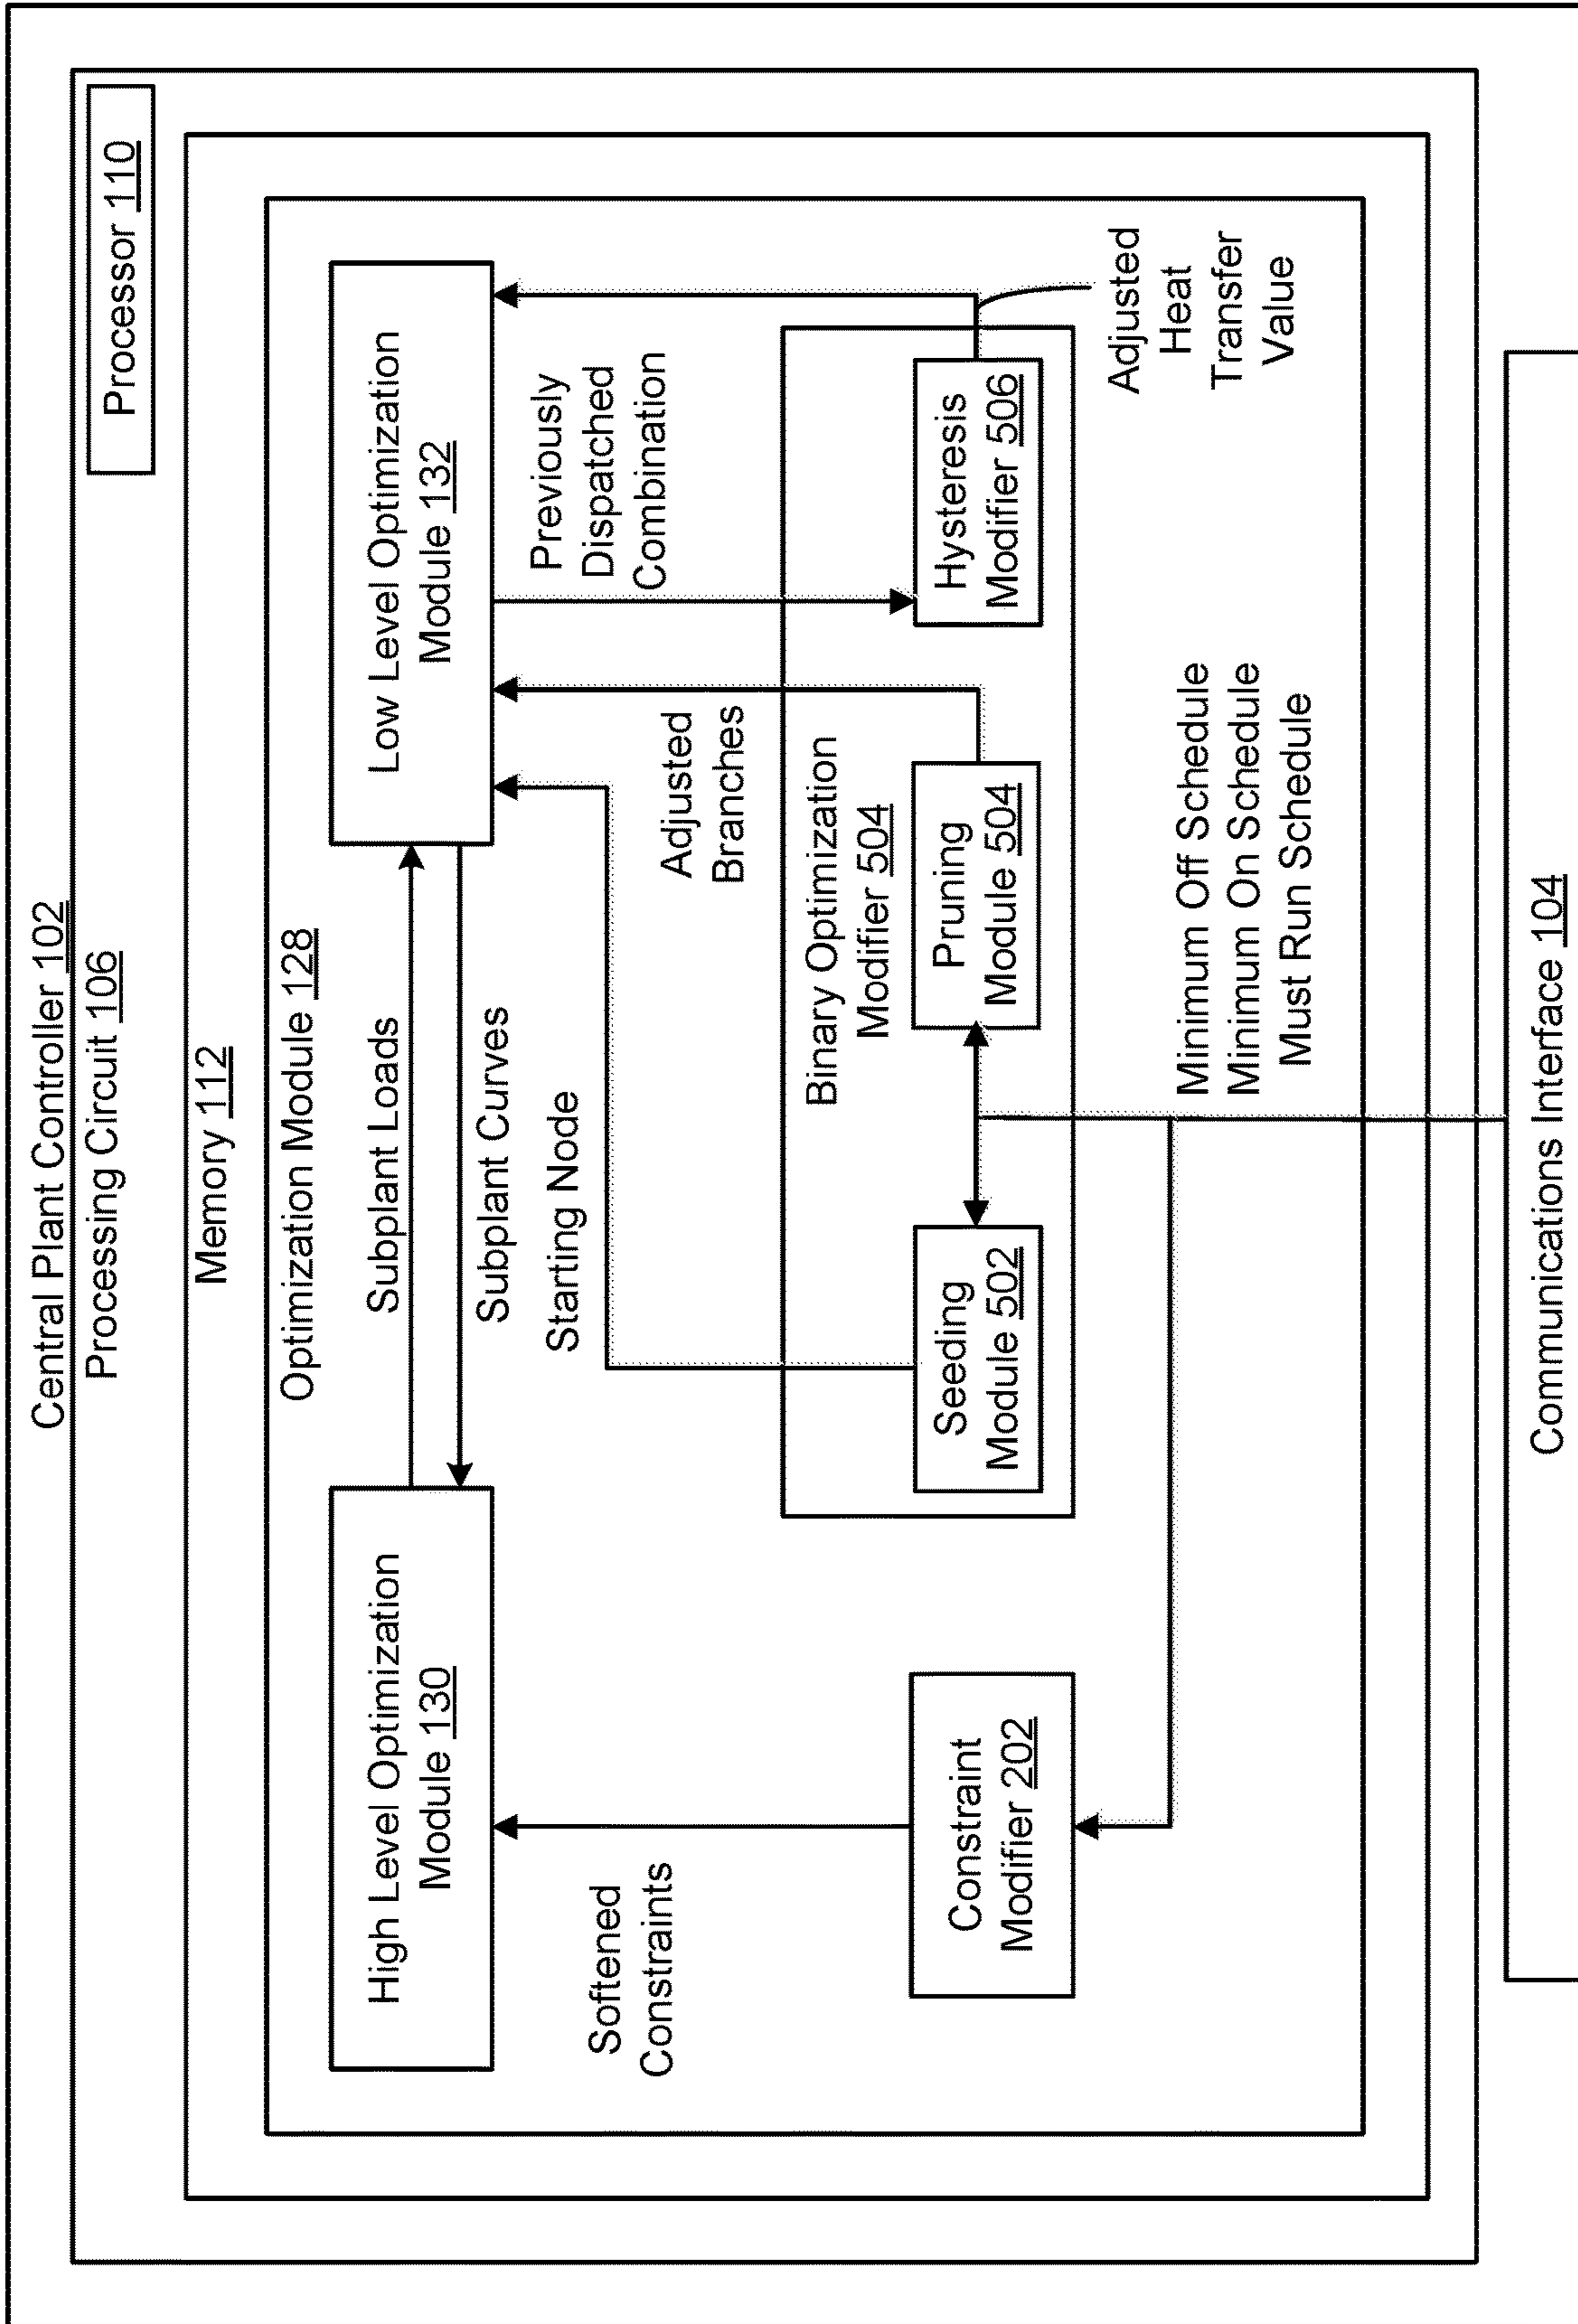 Central Plant Controller 102
Processing Circuit 106
Processor 110
Memory 112
Optimization Module 128
High Level Optimization
Module 130
Subplant Loads
Subplant Curves
Low Level Optimization
Module 132
Starting Node
Softened
Constraints
Adjusted
Branches
Previously
Dispatched
Combination
Binary Optimization
Modifier 504
Constraint
Modifier 202
Seeding
Module 502
Pruning
Module 504
Hysteresis
Modifier 506
Adjusted
Heat
Transfer
Value
Minimum Off Schedule
Minimum On Schedule
Must Run Schedule
Communications Interface 104